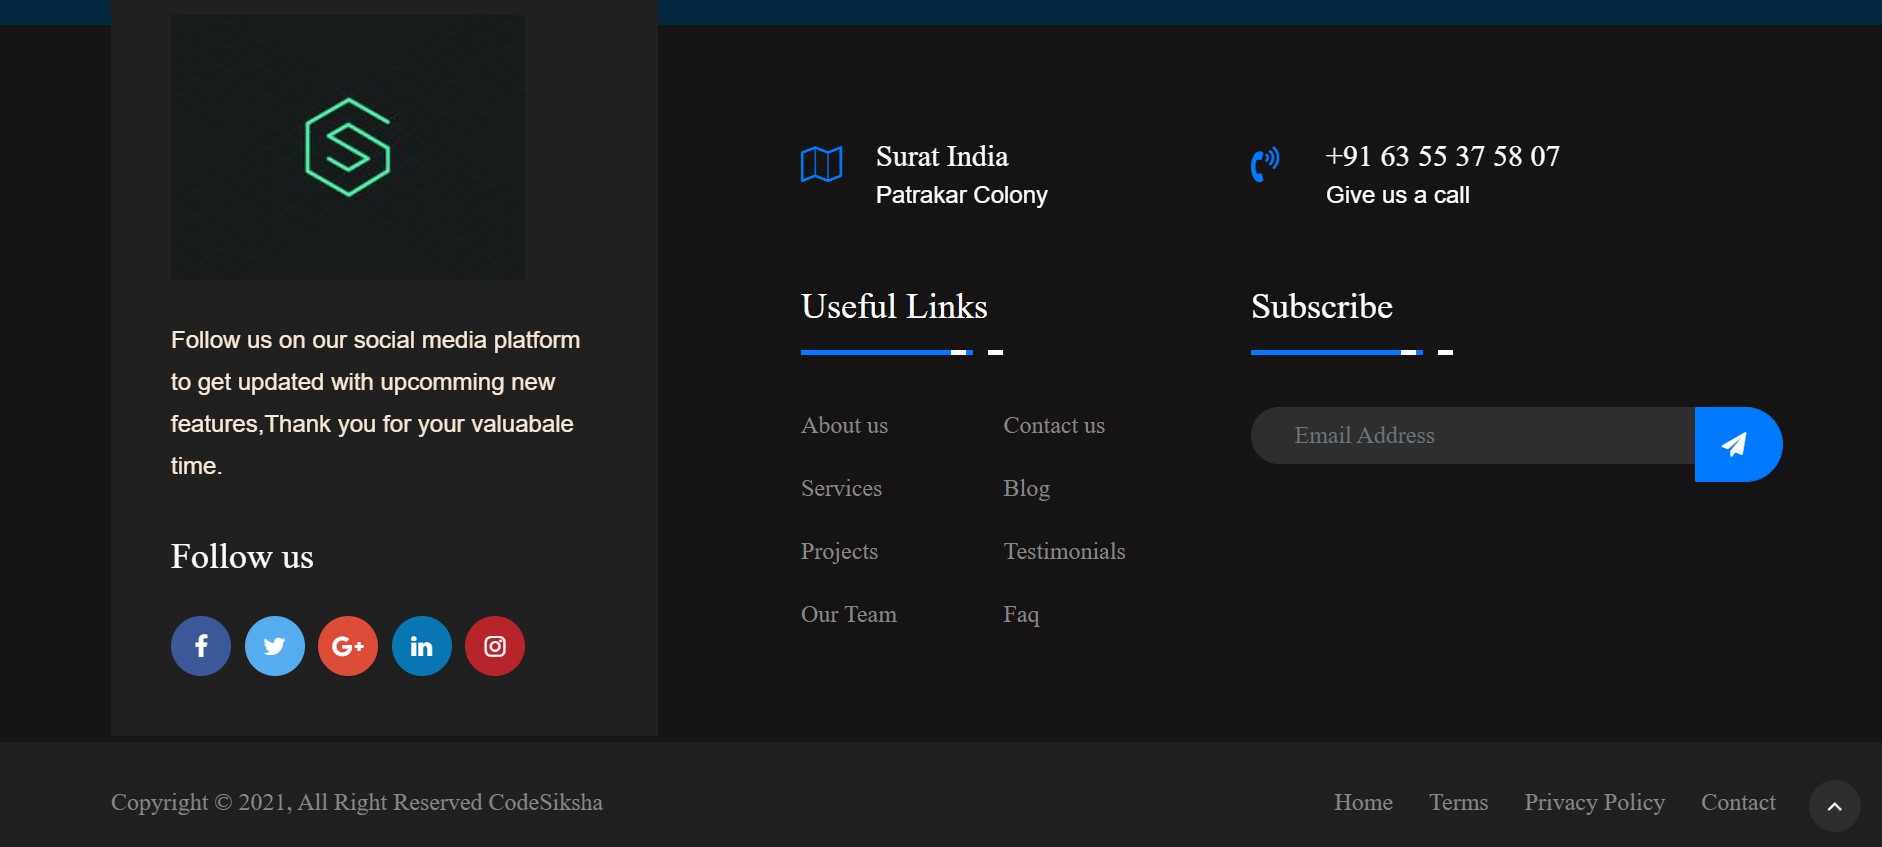 Follow us on our social media platform
to get updated with upcomming new
features,Thank you for your valuabale
time.
Follow us
Surat India
Patrakar Colony
+91 63 55 37 58 07
Give us a call
Useful Links
About us
Contact us
Services
Blog
Projects
Testimonials
Our Team
Faq
Subscribe
Email Address
Copyright © 2021, All Right Reserved CodeSiksha
Home Terms Privacy Policy Contact